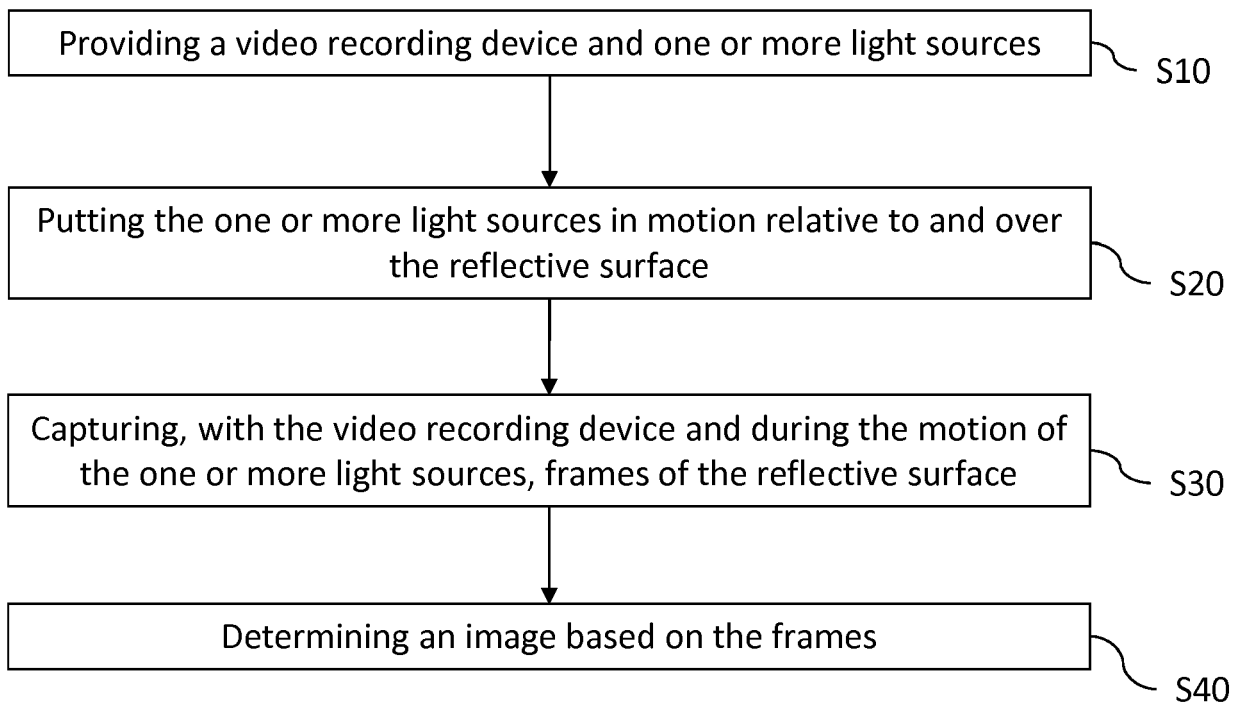 Providing a video recording device and one or more light sources
S10
Putting the one or more light sources in motion relative to and over
the reflective surface
S20
Capturing, with the video recording device and during the motion of
the one or more light sources, frames of the reflective surface
S30
Determining an image based on the frames
S40